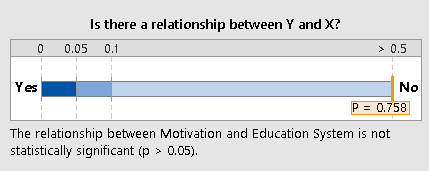 Is there a relationship between Y and X?
0 0.05 0.1 > 0.5
Yes No
P = 0.758
The relationship between Motivation and Education System is not
statistically significant (p > 0.05).